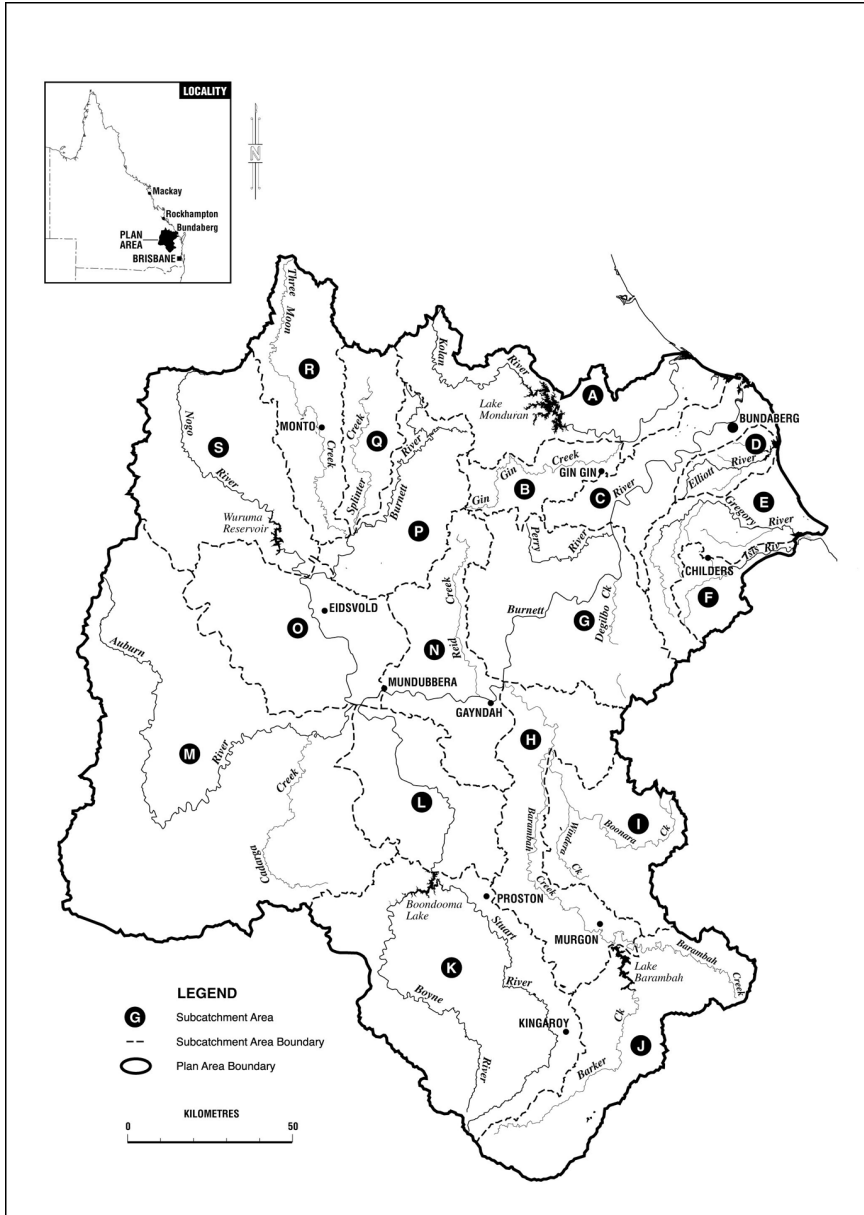 LOCALITY
Mackay
Rockhampton
Bundaberg
PLAN
AREA
BRISBANE
N
Three Moon
Creek
Kolan
River
Lake
Monduran
A
R
MONTO
Q
Splinter
Creek
S
Nogo
River
Wuruma
Reservoir
Burnett
River
BUNDABERG
D
Elliott
River
Gin
Gin
Creek
GIN GIN
B
C
River
E
Gregory
River
Isis Riv
CHILDERS
F
P
Perry
River
EIDSVOLD
O
Creek
Reid
N
Burnett
G
Degilbo Ck
Auburn
River
MUNDUBBERA
GAYNDAH
M
Creek
Cadarga
H
L
Barambah
Creek
Windera
Ck
I
Boonara
Ck
Boondooma
Lake
PROSTON
Stuart
River
MURGON
Barambah
Creek
Lake
Barambah
K
Boyne
River
KINGAROY
Ck
Barker
J
LEGEND
G
Subcatchment Area
Subcatchment Area Boundary
Plan Area Boundary
KILOMETRES
0
50